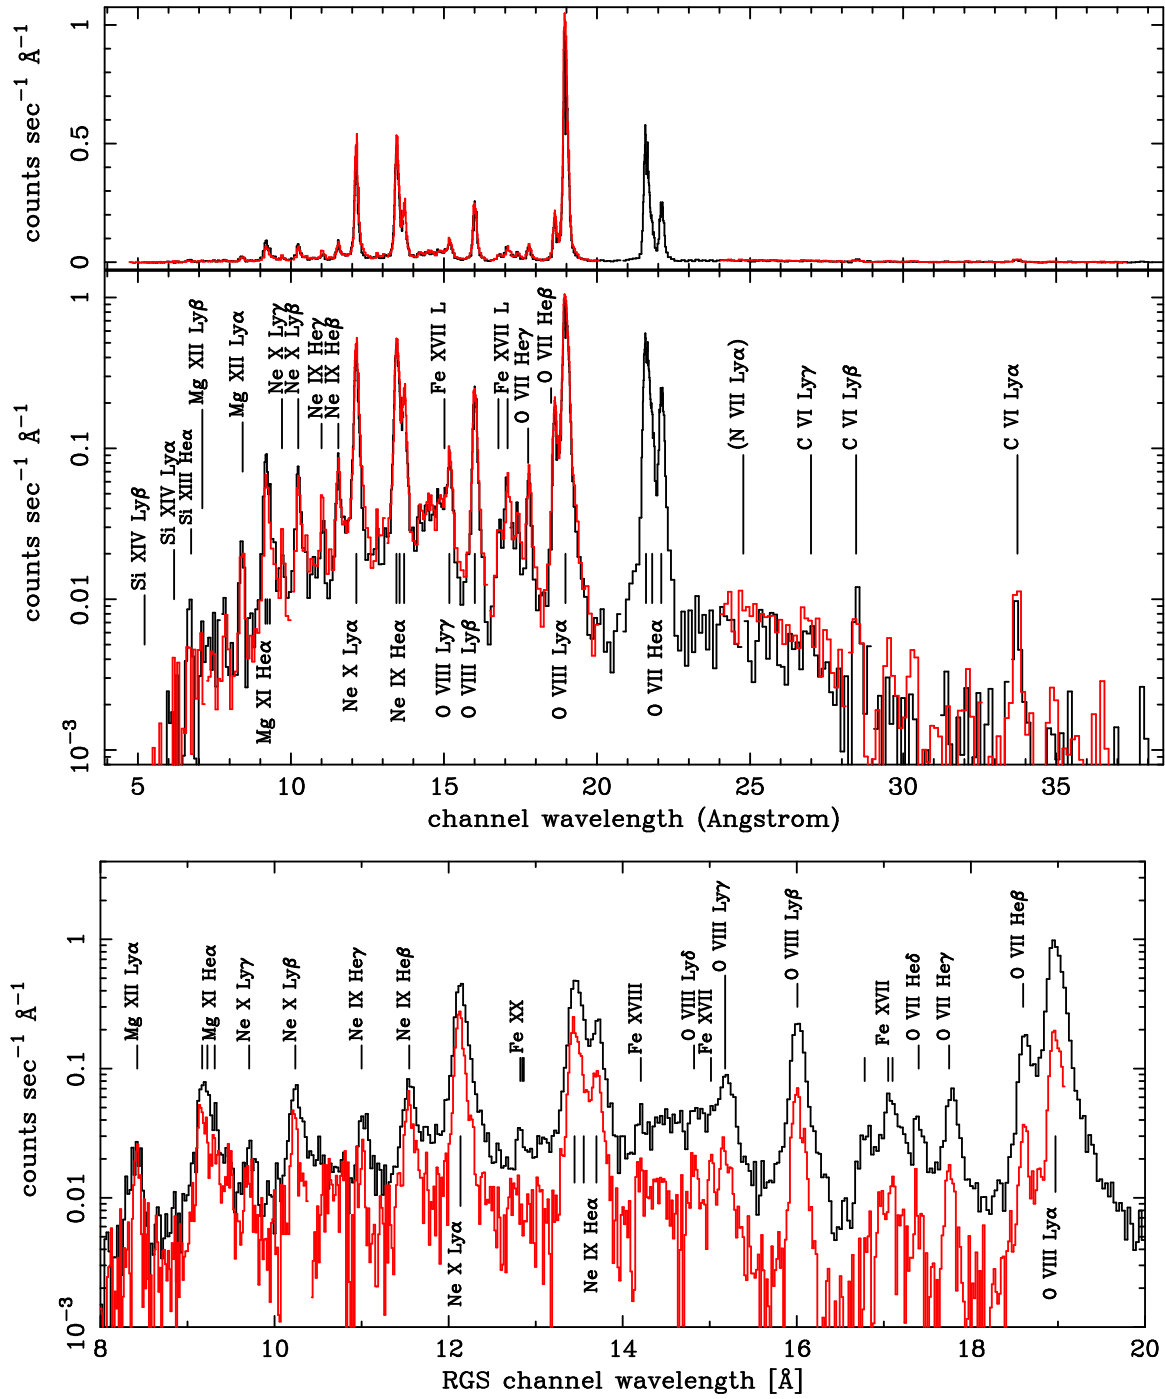 counts sec⁻¹ Å⁻¹
1
0.5
0
counts sec⁻¹ Å⁻¹
1
0.1
0.01
10⁻³
Si XIV Lyβ
Si XIV Lyα
Si XIII Heα
Mg XII Lyβ
Mg XII Lyα
Mg XI Heα
Ne X Lyγ
Ne X Lyβ
Ne IX Heγ
Ne IX Heβ
Ne X Lyα
Ne IX Heα
Fe XVII L
O VIII Lyγ
O VIII Lyβ
Fe XVII L
O VII Heγ
O VII Heβ
O VIII Lyα
O VII Heα
(N VII Lyα)
C VI Lyγ
C VI Lyβ
C VI Lyα
5 10 15 20 25 30 35
channel wavelength (Angstrom)
counts sec⁻¹ Å⁻¹
1
0.1
0.01
10⁻³
Mg XII Lyα
Mg XI Heα
Ne X Lyγ
Ne X Lyβ
Ne IX Heγ
Ne IX Heβ
Ne X Lyα
Fe XX
Ne IX Heα
Fe XVIII
O VIII Lyδ
Fe XVII
O VIII Lyγ
O VIII Lyβ
Fe XVII
O VII Heδ
O VII Heγ
O VII Heβ
O VIII Lyα
8 10 12 14 16 18 20
RGS channel wavelength [Å]